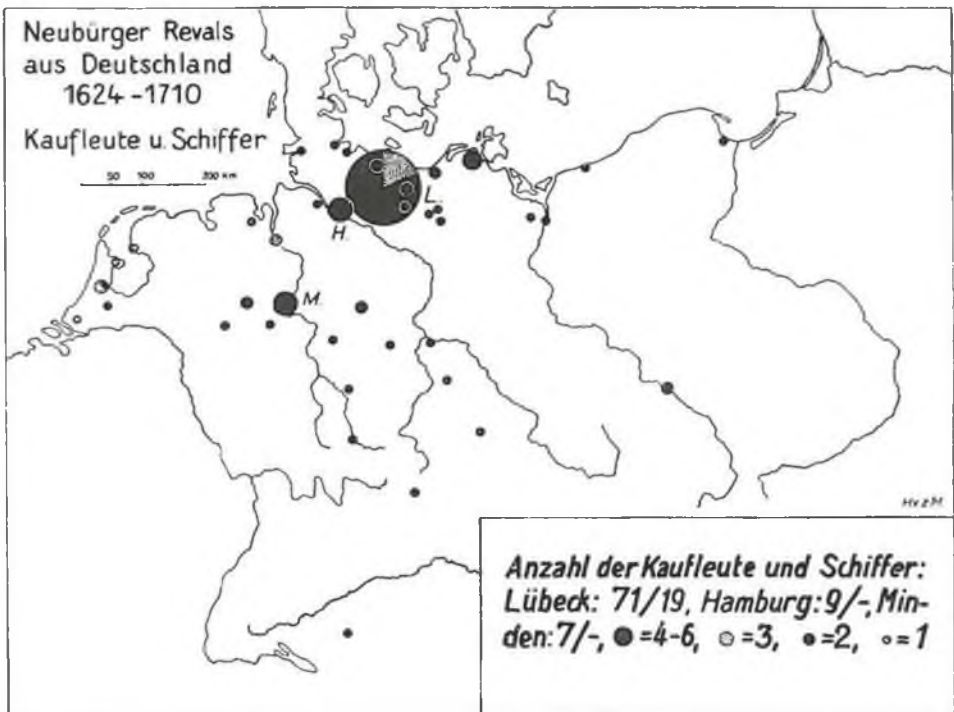 Neubürger Revals
aus Deutschland
1624-1710
Kaufleute u. Schiffer
50 100 200 km
L.
H.
M.
H.v.z.M.
Anzahl der Kaufleute und Schiffer:
Lübeck: 71/19, Hamburg: 9/-, Min-
den: 7/-, ●=4-6, ○=3, •=2, ◦=1